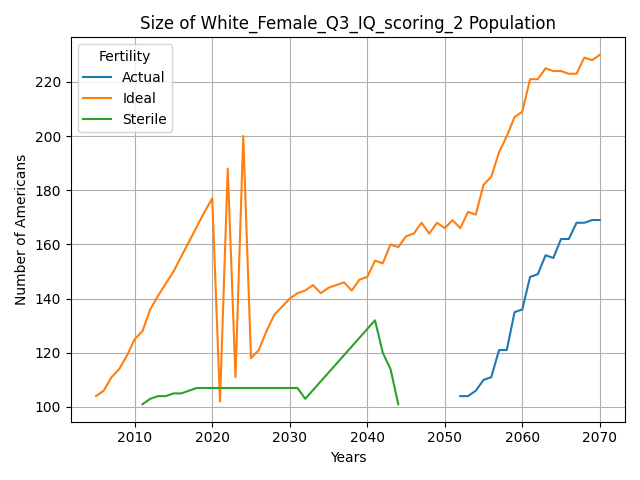 Size of White_Female_Q3_IQ_scoring_2 Population
Fertility
Actual
Ideal
Sterile
Number of Americans
220
200
180
160
140
120
100
2010 2020 2030 2040 2050 2060 2070
Years